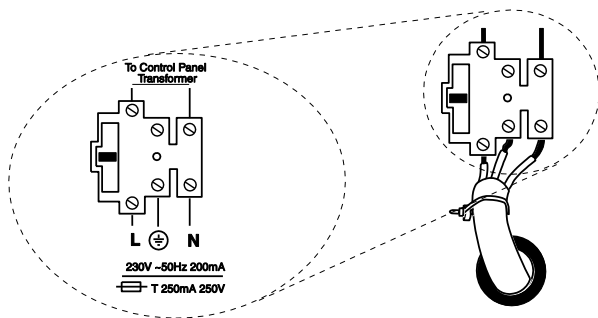 To Control Panel
Transformer
L N
230V ~50Hz 200mA
T 250mA 250V